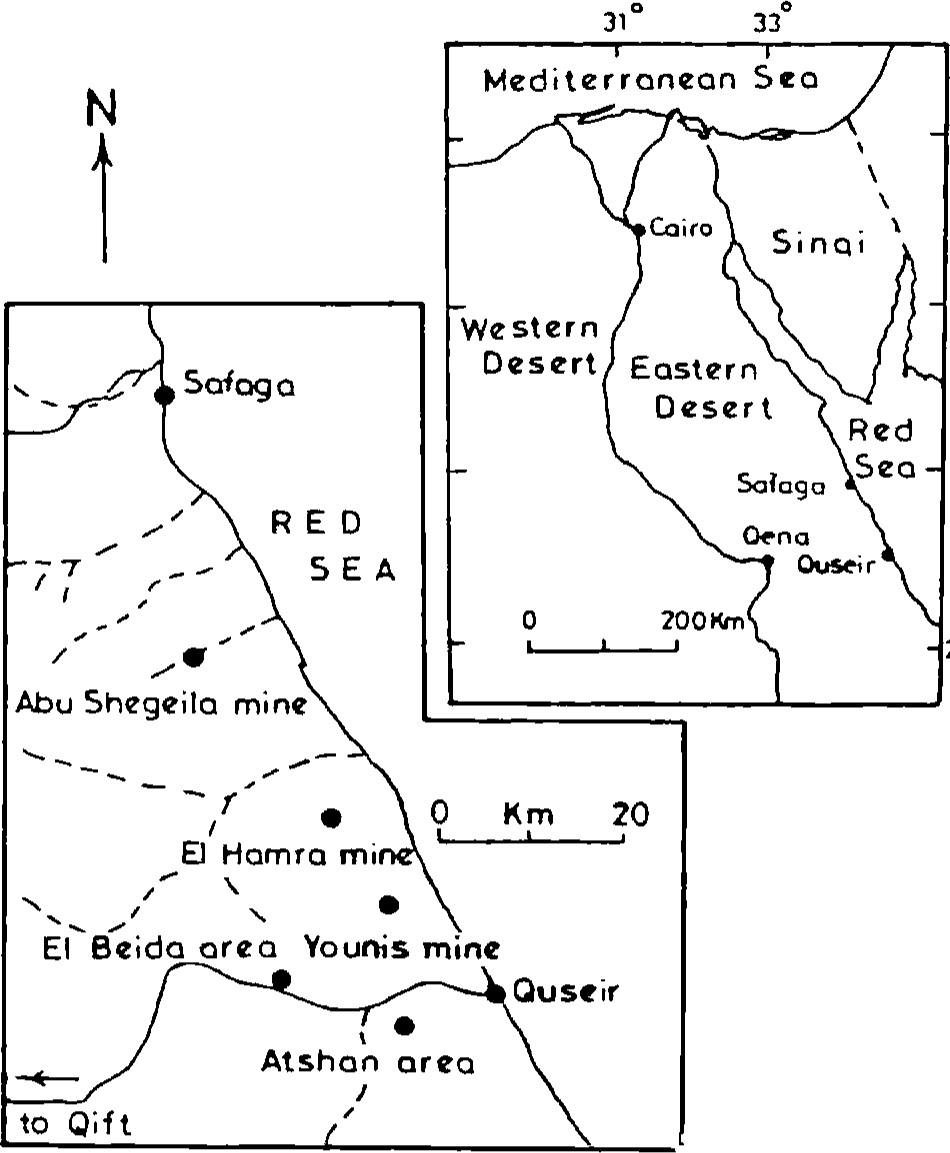 31° 33°
Mediterranean Sea
N
Cairo
Sinai
Western
Desert
Eastern
Desert
Red
Sea
Safaga
Qena
Quseir
0 200 Km
Safaga
RED
SEA
Abu Shegeila mine
0 Km 20
El Hamra mine
El Beida area Younis mine
Quseir
Atshan area
to Qift